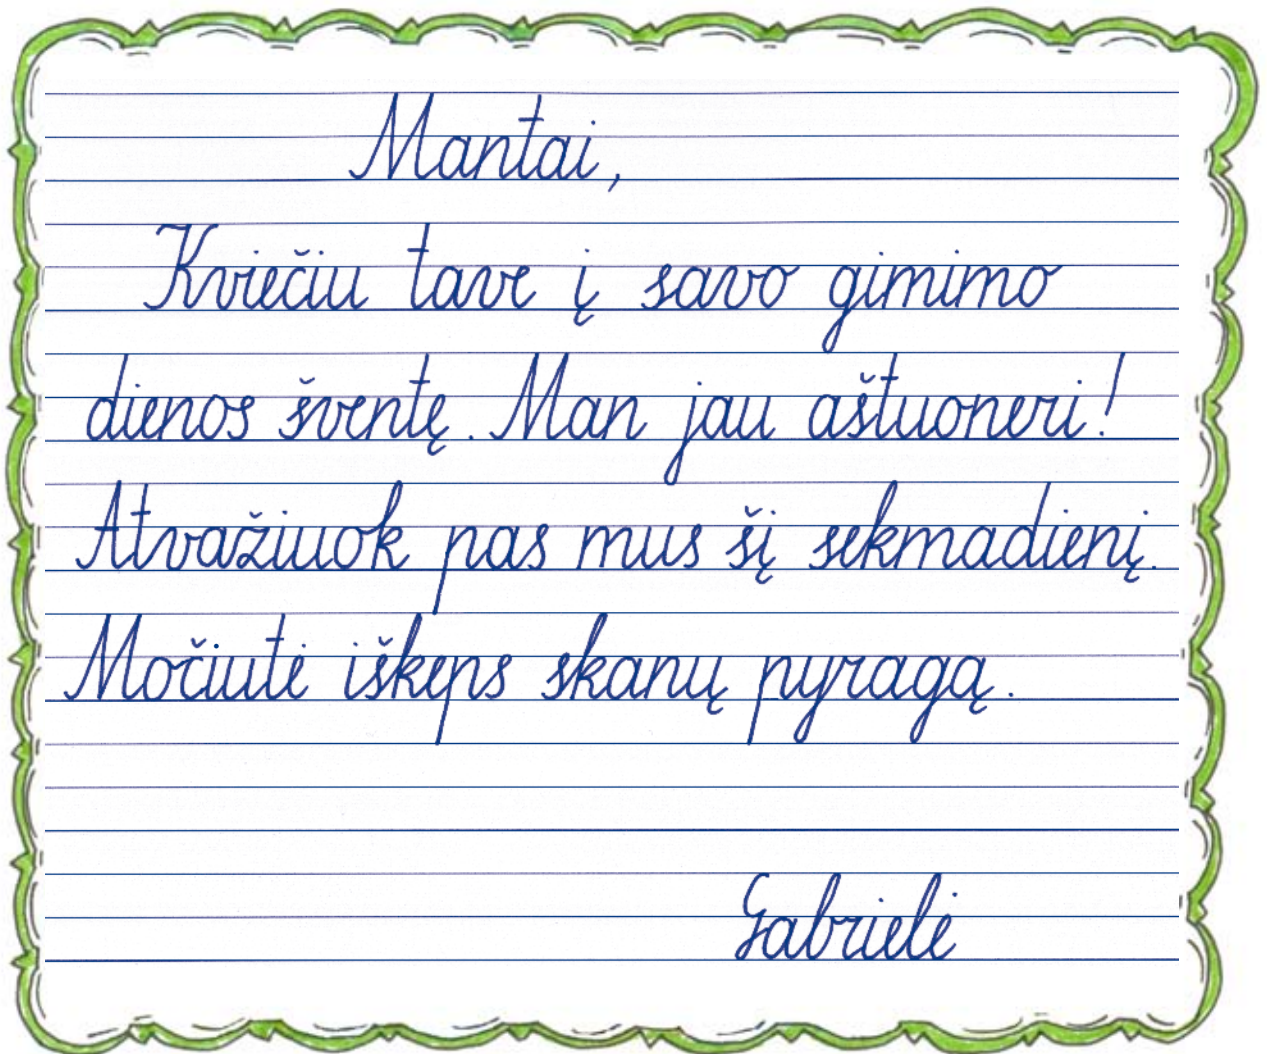 Mantai,
Kviečiu tave į savo gimimo
dienos šventę. Man jau aštuoneri!
Atvažiuok pas mus šį sekmadienį.
Močiutė iškeps skanų pyragą.
Gabrielė